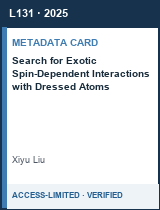 L131 · 2025
METADATA CARD
Search for Exotic
Spin-Dependent Interactions
with Dressed Atoms
Xiyu Liu
ACCESS-LIMITED · VERIFIED